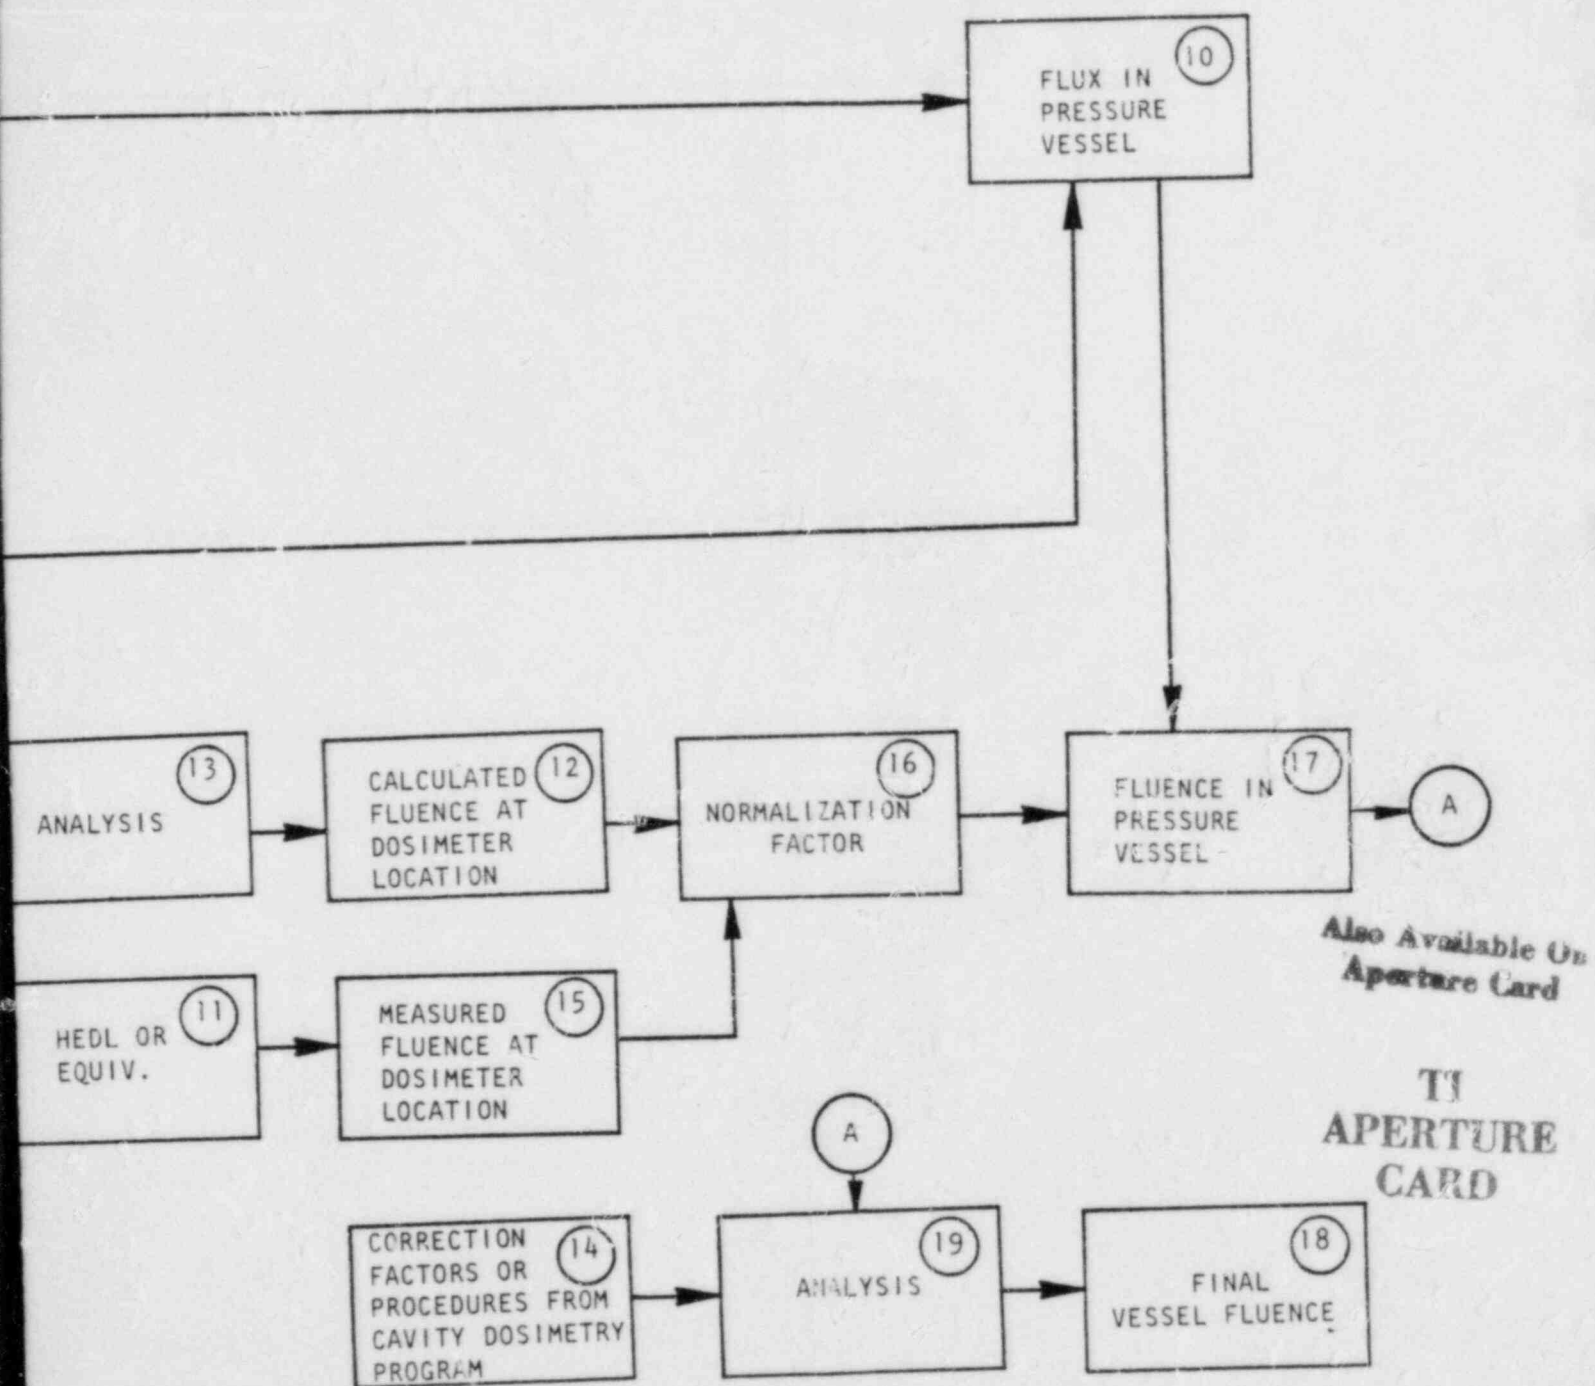 10
FLUX IN
PRESSURE
VESSEL
13
ANALYSIS
12
CALCULATED
FLUENCE AT
DOSIMETER
LOCATION
16
NORMALIZATION
FACTOR
17
FLUENCE IN
PRESSURE
VESSEL
A
Also Available On
Aperture Card
11
HEDL OR
EQUIV.
15
MEASURED
FLUENCE AT
DOSIMETER
LOCATION
TI
APERTURE
CARD
A
14
CORRECTION
FACTORS OR
PROCEDURES FROM
CAVITY DOSIMETRY
PROGRAM
19
ANALYSIS
18
FINAL
VESSEL FLUENCE